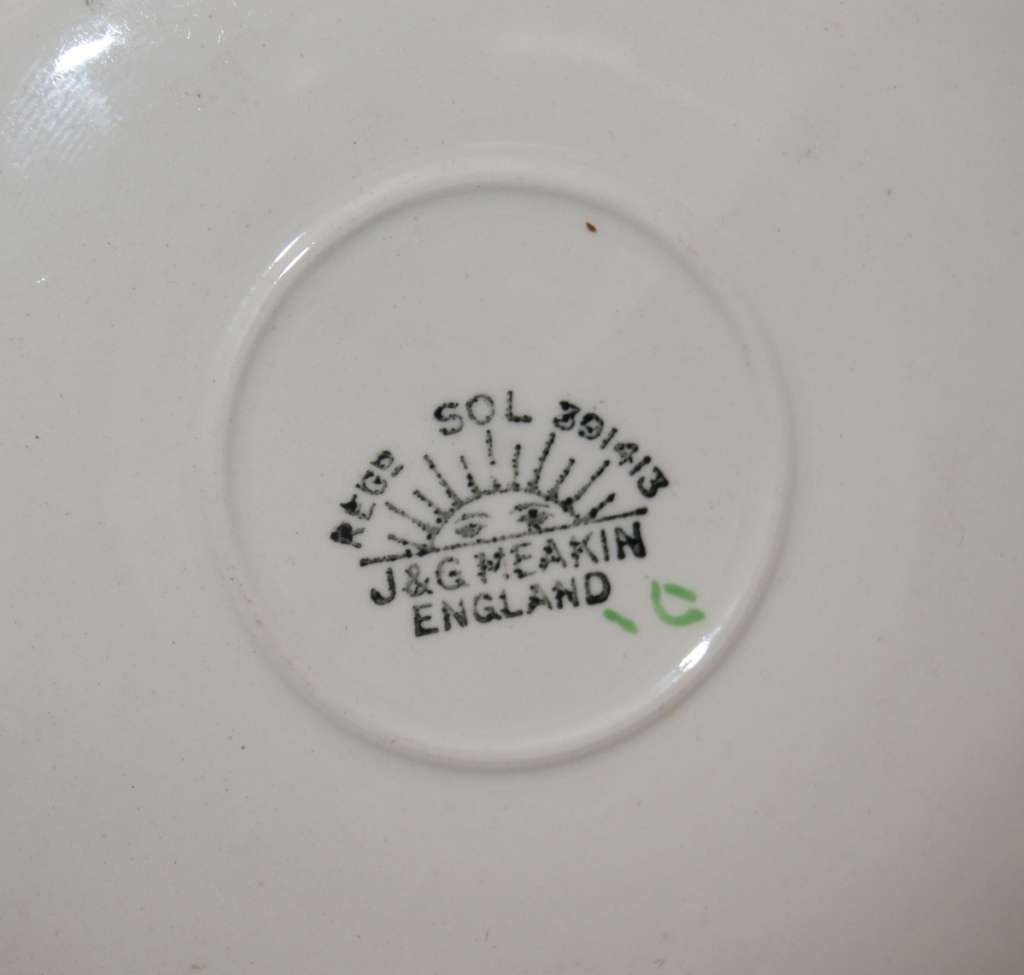 REGD SOL 391413
J&G MEAKIN
ENGLAND